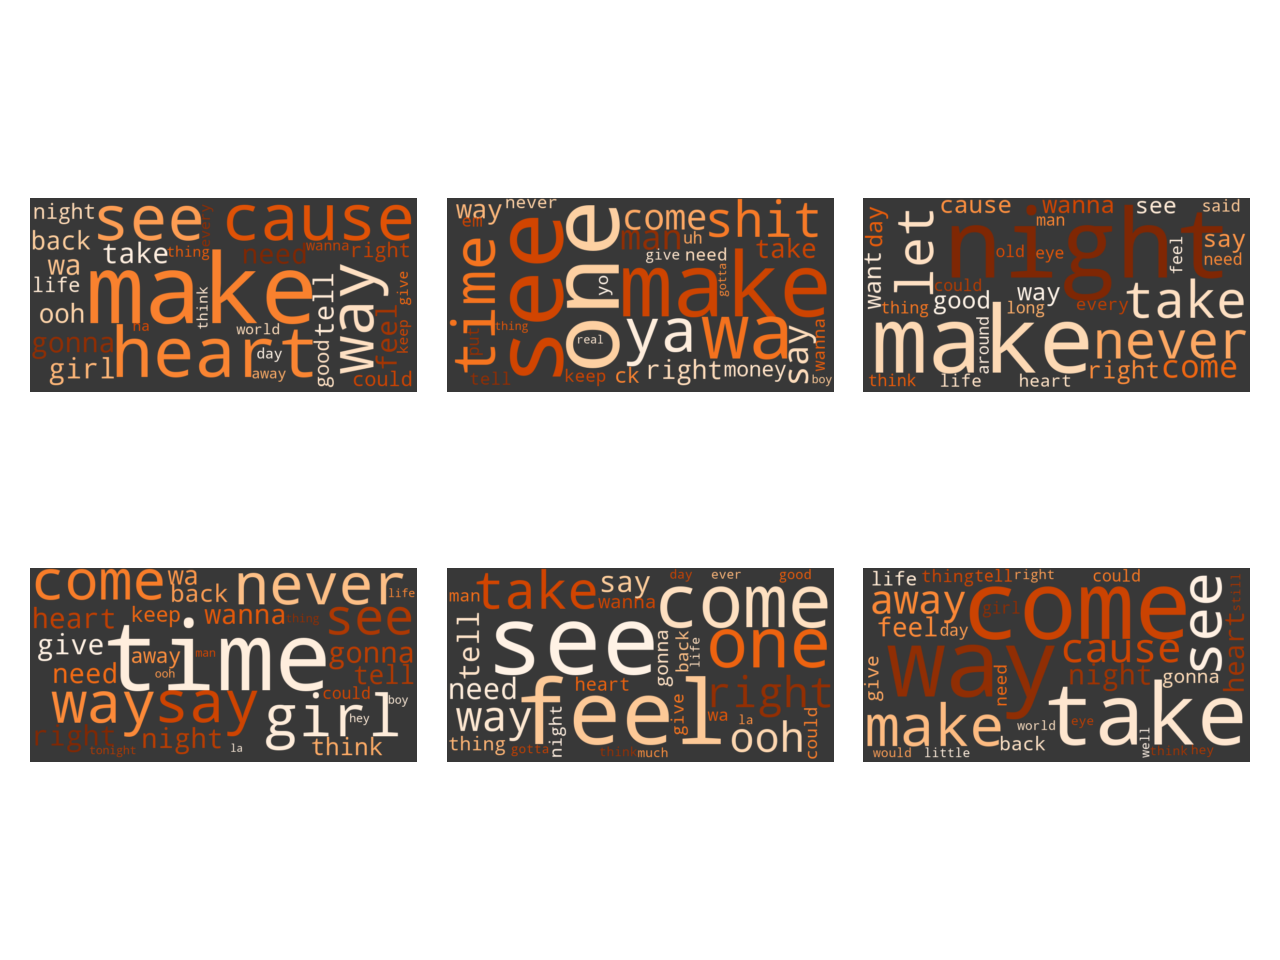 night see every cause
back take thing need wanna right
wa make
life think tell way give
ooh na world good feel keep
gonna heart day
girl away could
way never come shit
em man uh take
time see one give need gotta
yo make
thing ya wa say wanna
pull real right money
tell keep ck boy
cause wanna see said
day let man night say
want old eye feel need
could way take
thing good long every
make around never
right come
think life heart
come wa never life
back
heart keep wanna thing see
give time gonna
need away man tell
ooh
way say girl could boy
right night hey
tonight la think
man take say day ever good
wanna come
tell see gonna back life one
need feel heart right
way give wa la
thing gotta night ooh could
think much
life thing tell right could see still
away girl come
feel day cause heart
give way need night gonna
make world eye take
back well
would little think hey